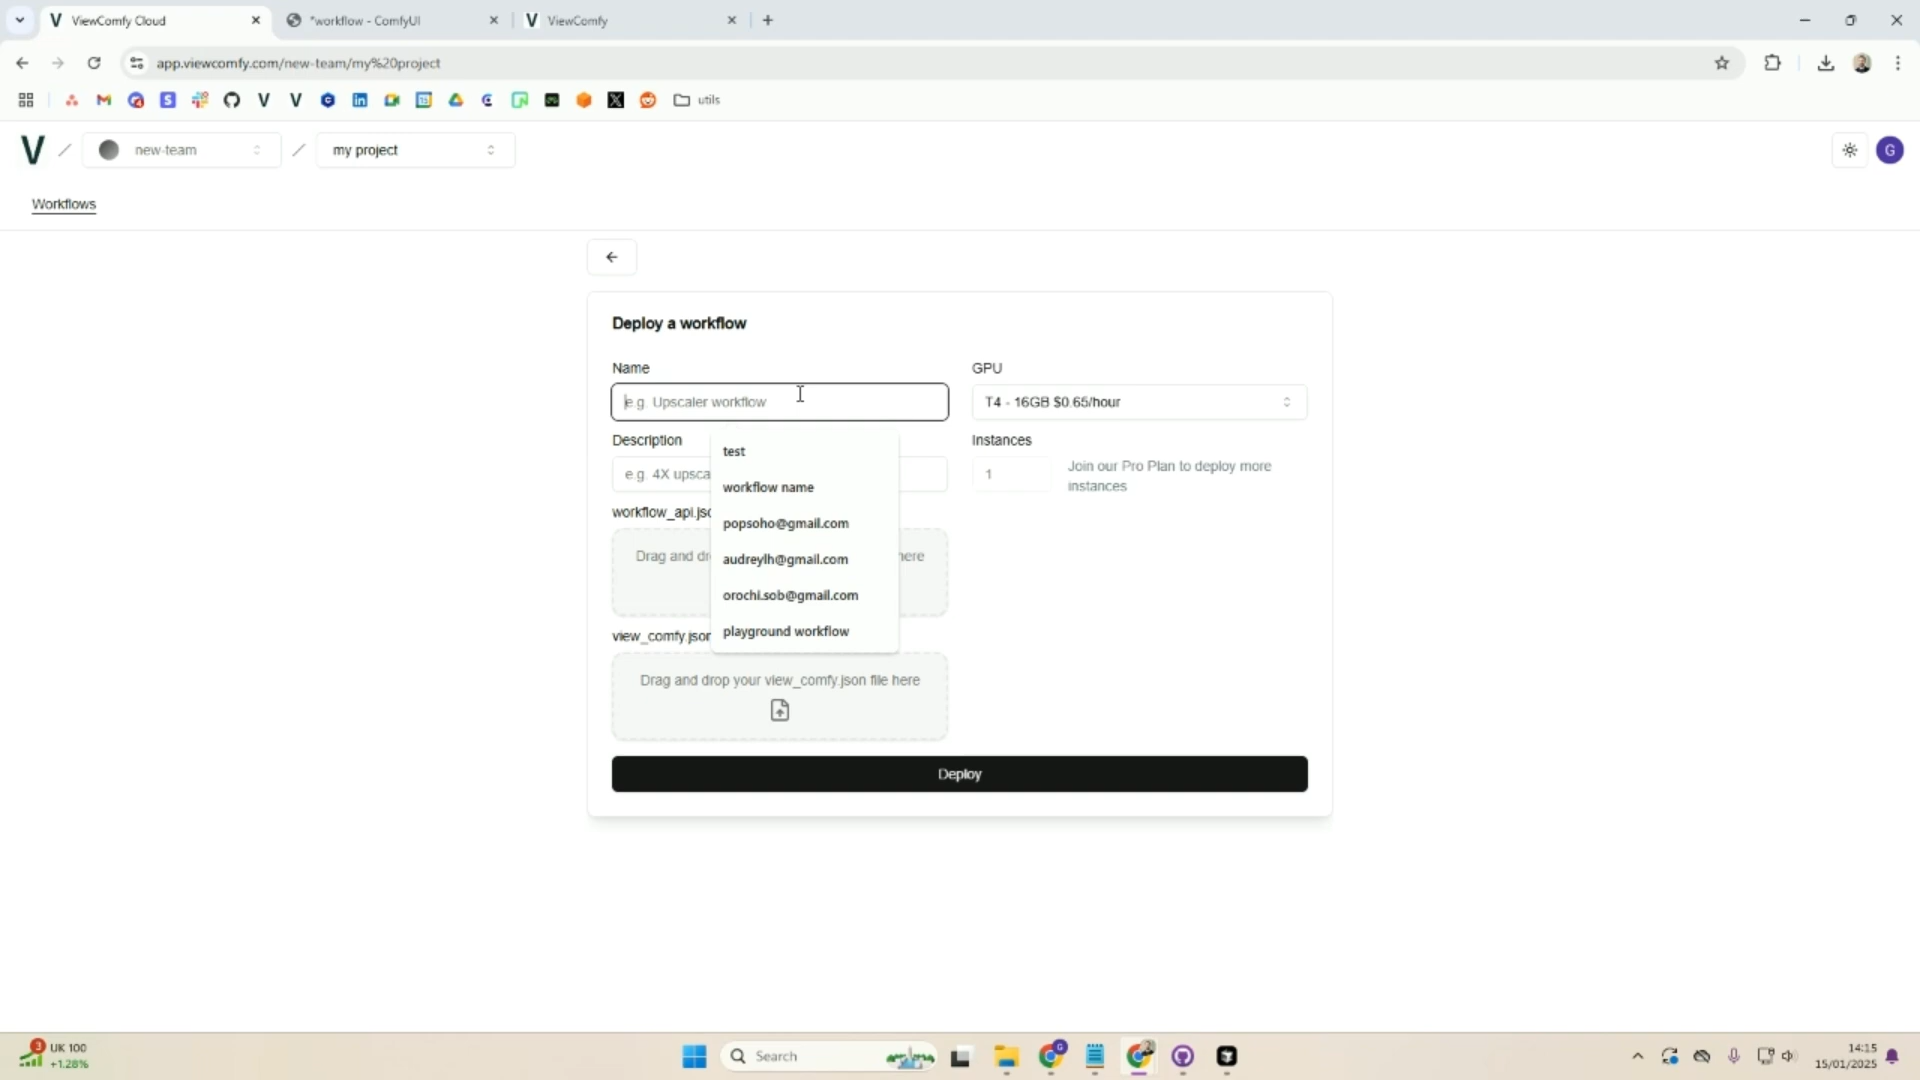 ViewComfy Cloud
*workflow - ComfyUI
ViewComfy
app.viewcomfy.com/new-team/my%20project
utils
new-team
my project
G
Workflows
Deploy a workflow
Name
e.g. Upscaler workflow
GPU
T4 - 16GB $0.65/hour
Description
e.g. 4X upsca
Instances
1
Join our Pro Plan to deploy more
instances
test
workflow name
popsoho@gmail.com
audreylh@gmail.com
orochi.sob@gmail.com
playground workflow
workflow_api.jso
Drag and dr
here
view_comfy.json
Drag and drop your view_comfy.json file here
Deploy
3
UK 100
+1.28%
Search
G
14:15
15/01/2025